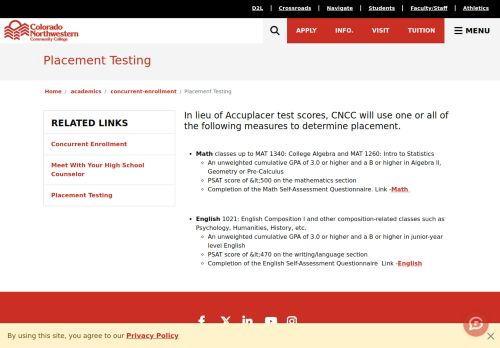 D2L | Crossroads | Navigate | Students | Faculty/Staff | Athletics
Colorado
Northwestern
Community College
APPLY INFO. VISIT TUITION MENU
Placement Testing
Home / academics / concurrent-enrollment / Placement Testing
RELATED LINKS
Concurrent Enrollment
Meet With Your High School
Counselor
Placement Testing
In lieu of Accuplacer test scores, CNCC will use one or all of
the following measures to determine placement.
Math classes up to MAT 1340: College Algebra and MAT 1260: Intro to Statistics
An unweighted cumulative GPA of 3.0 or higher and a B or higher in Algebra II,
Geometry or Pre-Calculus
PSAT score of &lt;500 on the mathematics section
Completion of the Math Self-Assessment Questionnaire. Link -Math
English 1021: English Composition I and other composition-related classes such as
Psychology, Humanities, History, etc.
An unweighted cumulative GPA of 3.0 or higher and a B or higher in junior-year
level English
PSAT score of &lt;470 on the writing/language section
Completion of the English Self-Assessment Questionnaire Link -English
By using this site, you agree to our Privacy Policy